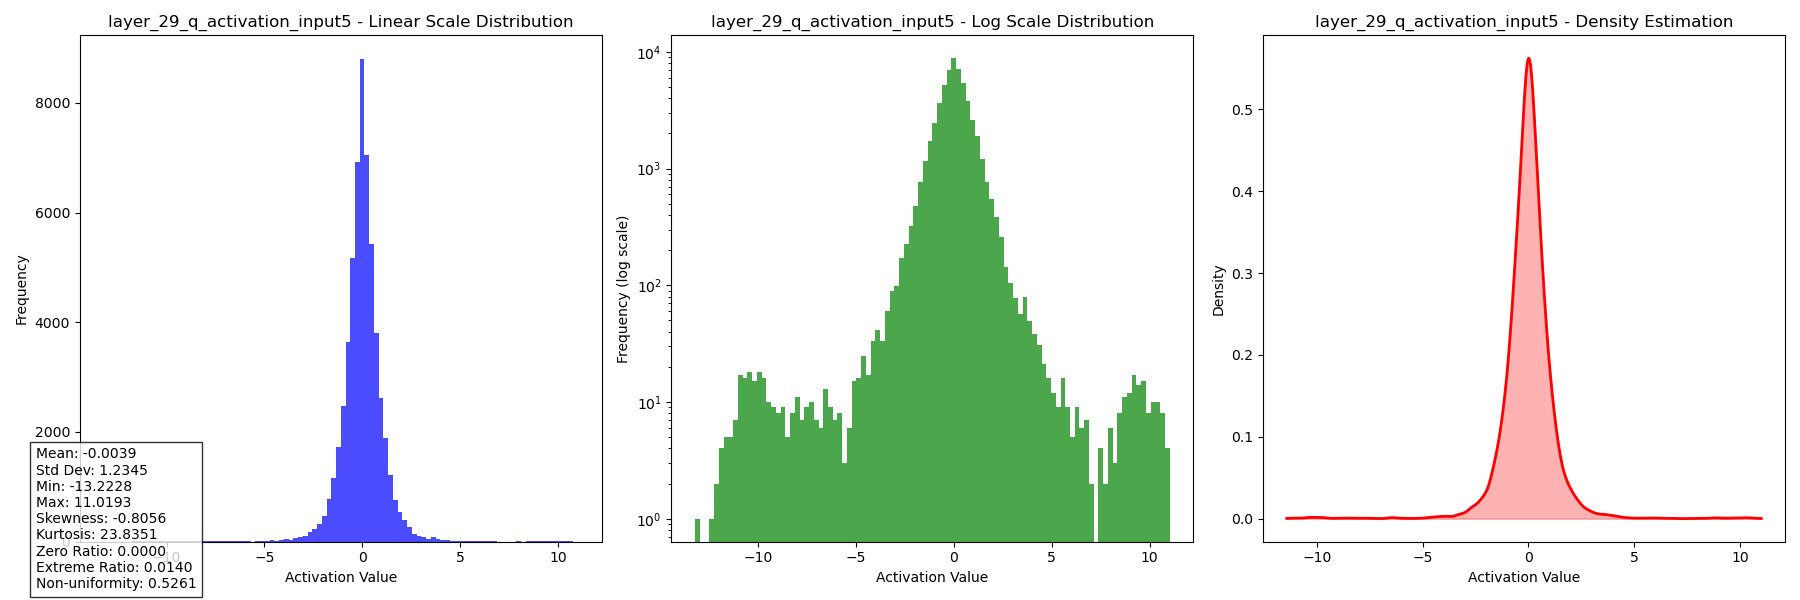 layer_29_q_activation_input5 - Linear Scale Distribution
Frequency
8000
6000
4000
2000
0
−10
−5
0
5
10
Activation Value
Mean: -0.0039
Std Dev: 1.2345
Min: -13.2228
Max: 11.0193
Skewness: -0.8056
Kurtosis: 23.8351
Zero Ratio: 0.0000
Extreme Ratio: 0.0140
Non-uniformity: 0.5261
layer_29_q_activation_input5 - Log Scale Distribution
Frequency (log scale)
10⁴
10³
10²
10¹
10⁰
−10
−5
0
5
10
Activation Value
layer_29_q_activation_input5 - Density Estimation
Density
0.5
0.4
0.3
0.2
0.1
0.0
−10
−5
0
5
10
Activation Value